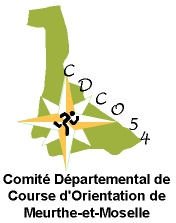 CDCO54
Comité Départemental de
Course d'Orientation de
Meurthe-et-Moselle